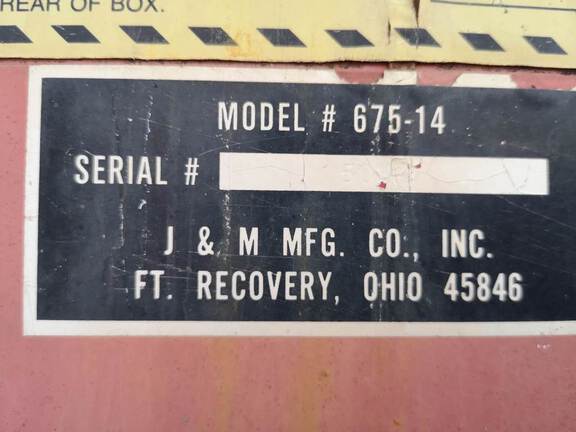 REAR OF BOX.
MODEL # 675-14
SERIAL #
J & M MFG. CO., INC.
FT. RECOVERY, OHIO 45846